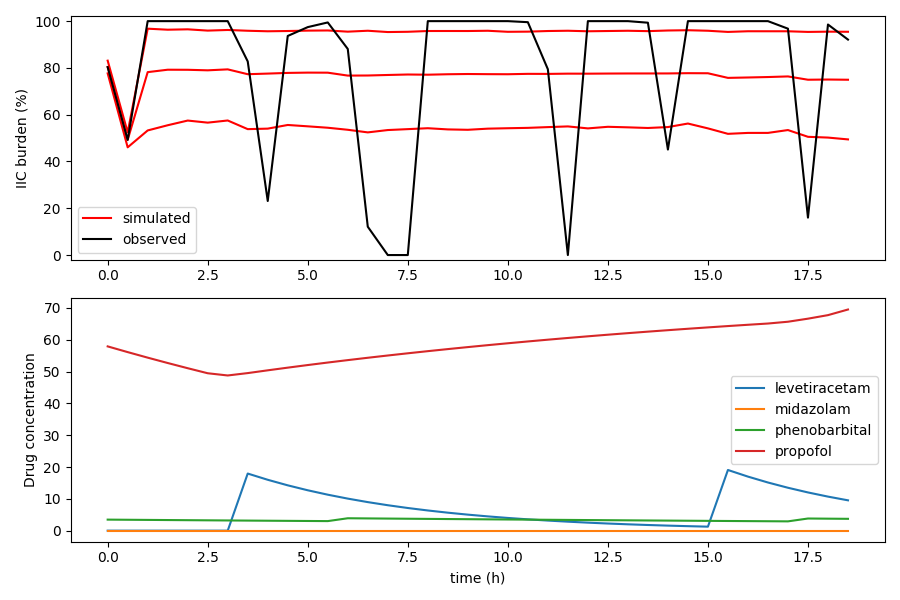 IIC burden (%)
100
80
60
40
20
0
simulated
observed
0.0 2.5 5.0 7.5 10.0 12.5 15.0 17.5
Drug concentration
70
60
50
40
30
20
10
0
levetiracetam
midazolam
phenobarbital
propofol
0.0 2.5 5.0 7.5 10.0 12.5 15.0 17.5
time (h)